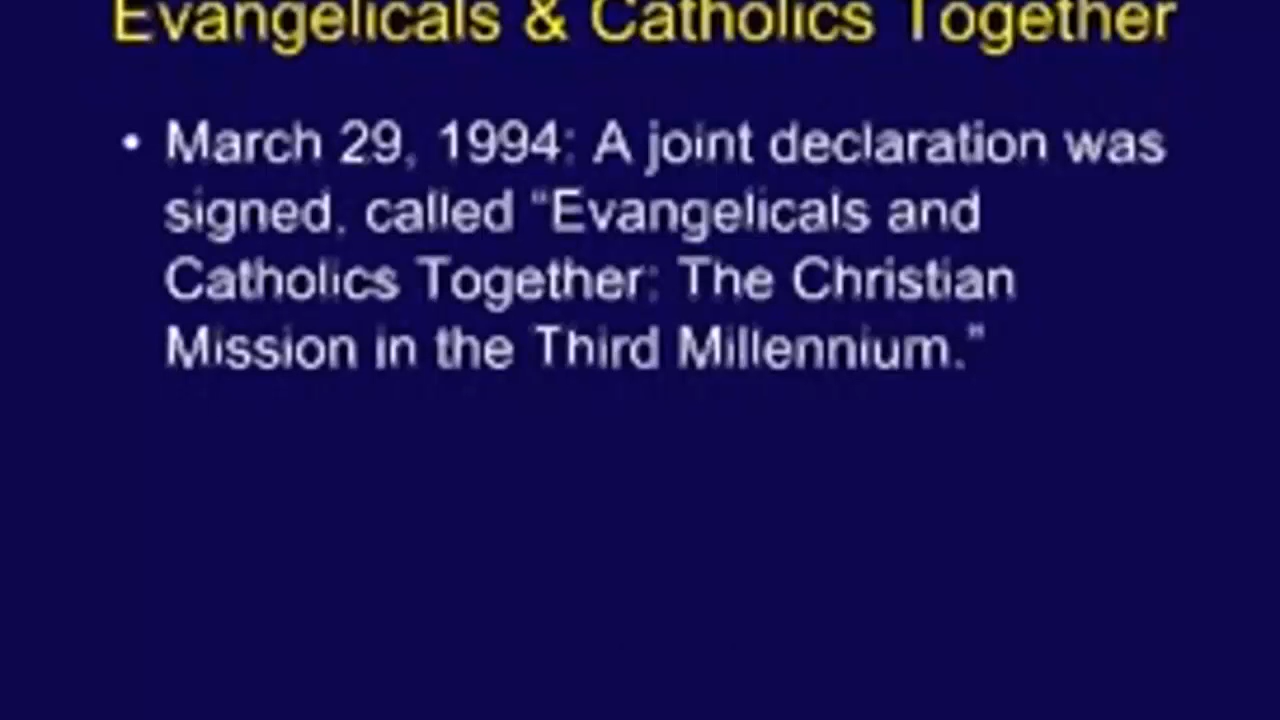 Evangelicals & Catholics Together
• March 29, 1994: A joint declaration was
signed, called “Evangelicals and
Catholics Together: The Christian
Mission in the Third Millennium.”